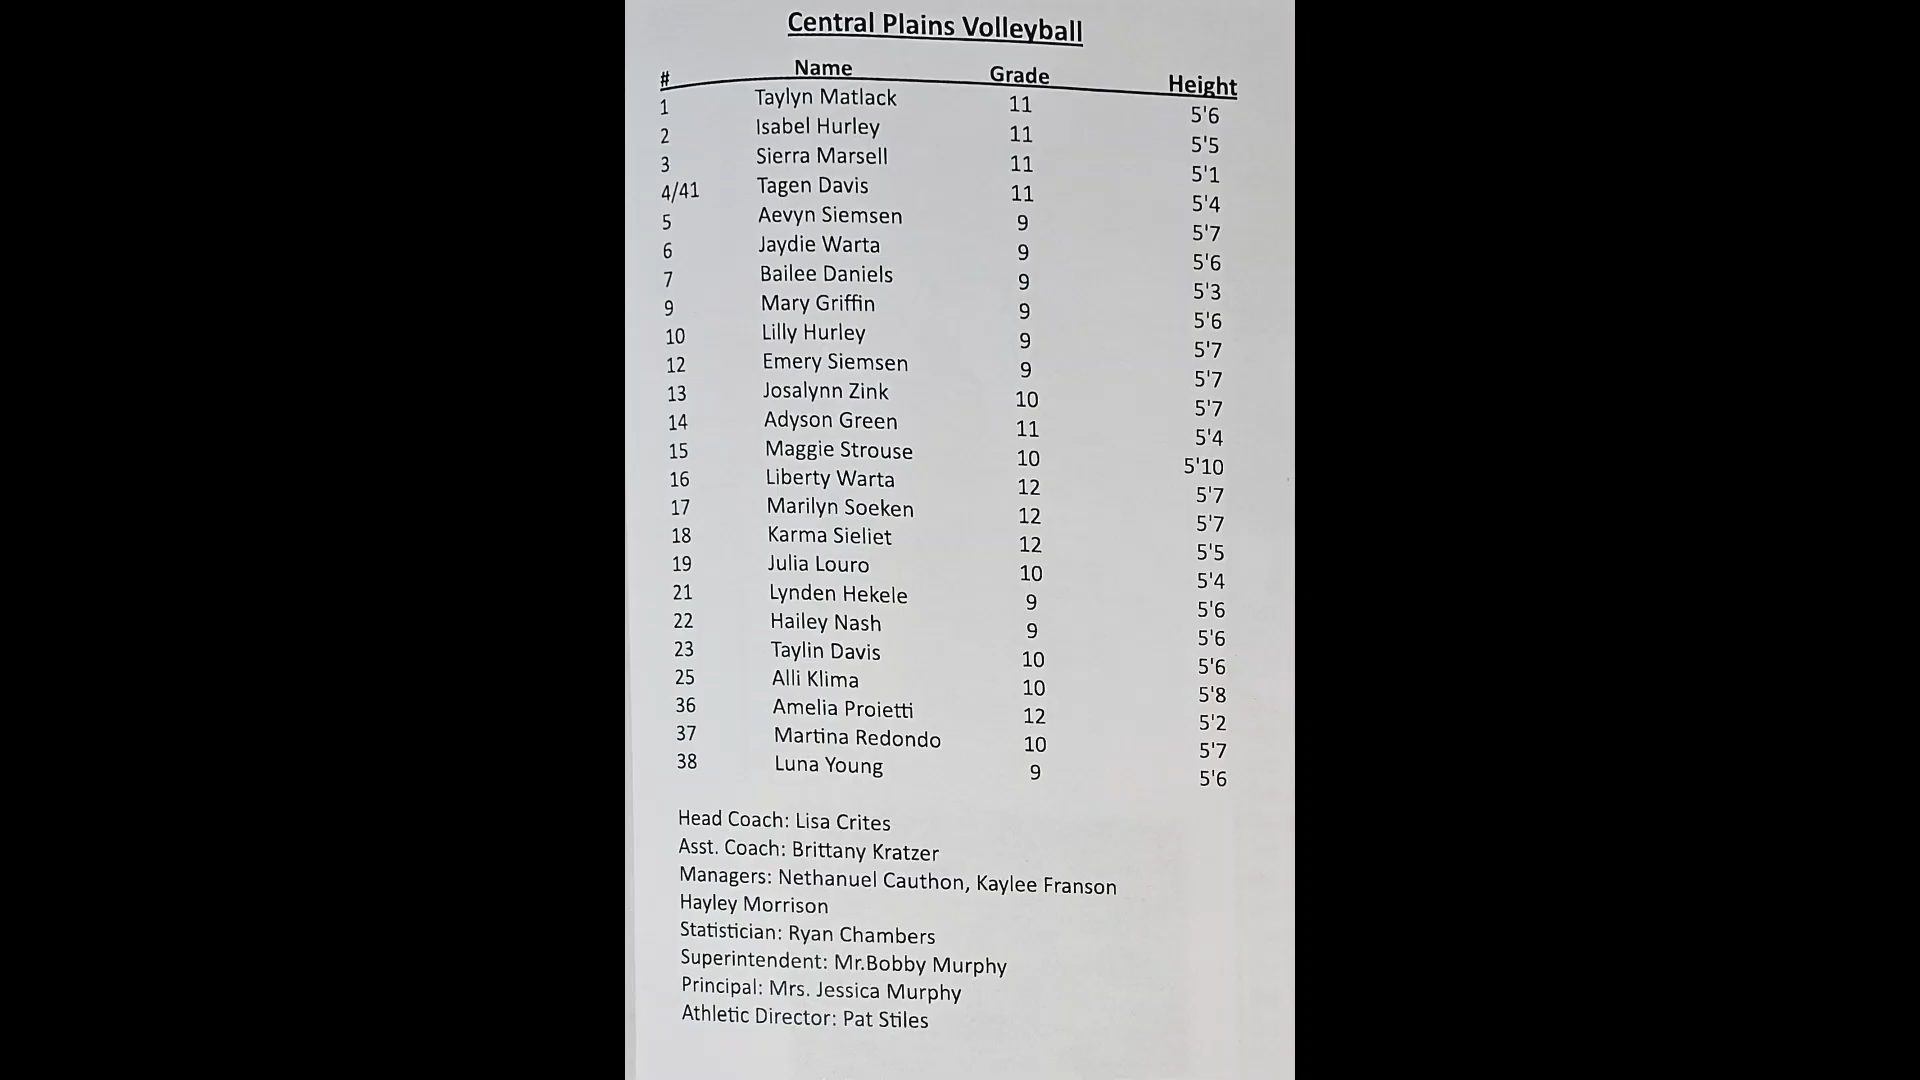 Central Plains Volleyball
# Name Grade Height
1 Taylyn Matlack 11 5'6
2 Isabel Hurley 11 5'5
3 Sierra Marsell 11 5'1
4/41 Tagen Davis 11 5'4
5 Aevyn Siemsen 9 5'7
6 Jaydie Warta 9 5'6
7 Bailee Daniels 9 5'3
9 Mary Griffin 9 5'6
10 Lilly Hurley 9 5'7
12 Emery Siemsen 9 5'7
13 Josalynn Zink 10 5'7
14 Adyson Green 11 5'4
15 Maggie Strouse 10 5'10
16 Liberty Warta 12 5'7
17 Marilyn Soeken 12 5'7
18 Karma Sieliet 12 5'5
19 Julia Louro 10 5'4
21 Lynden Hekele 9 5'6
22 Hailey Nash 9 5'6
23 Taylin Davis 10 5'6
25 Alli Klima 10 5'8
36 Amelia Proietti 12 5'2
37 Martina Redondo 10 5'7
38 Luna Young 9 5'6
Head Coach: Lisa Crites
Asst. Coach: Brittany Kratzer
Managers: Nethanuel Cauthon, Kaylee Franson
Hayley Morrison
Statistician: Ryan Chambers
Superintendent: Mr.Bobby Murphy
Principal: Mrs. Jessica Murphy
Athletic Director: Pat Stiles